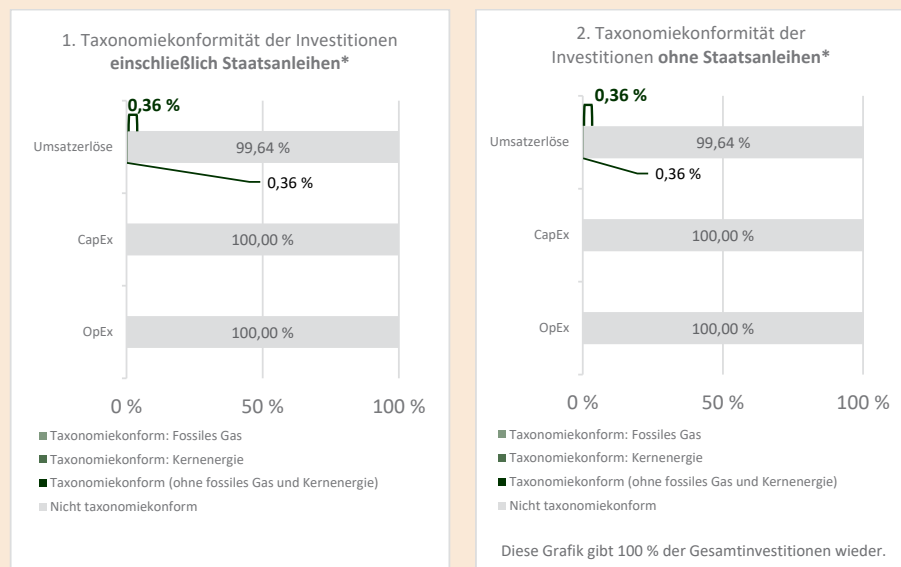 1. Taxonomiekonformität der Investitionen
einschließlich Staatsanleihen*
0,36 %
Umsatzerlöse
99,64 %
0,36 %
CapEx
100,00 %
OpEx
100,00 %
0 %
50 %
100 %
Taxonomiekonform: Fossiles Gas
Taxonomiekonform: Kernenergie
Taxonomiekonform (ohne fossiles Gas und Kernenergie)
Nicht taxonomiekonform
2. Taxonomiekonformität der
Investitionen ohne Staatsanleihen*
0,36 %
Umsatzerlöse
99,64 %
0,36 %
CapEx
100,00 %
OpEx
100,00 %
0 %
50 %
100 %
Taxonomiekonform: Fossiles Gas
Taxonomiekonform: Kernenergie
Taxonomiekonform (ohne fossiles Gas und Kernenergie)
Nicht taxonomiekonform
Diese Grafik gibt 100 % der Gesamtinvestitionen wieder.